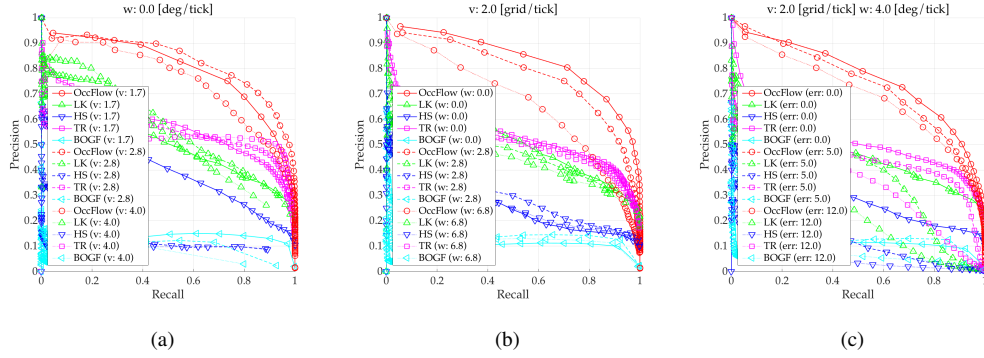 w: 0.0 [deg/tick]
Precision
1
0.9
0.8
0.7
0.6
0.5
0.4
0.3
0.2
0.1
0
OccFlow (v: 1.7)
LK (v: 1.7)
HS (v: 1.7)
TR (v: 1.7)
BOGF (v: 1.7)
OccFlow (v: 2.8)
LK (v: 2.8)
HS (v: 2.8)
TR (v: 2.8)
BOGF (v: 2.8)
OccFlow (v: 4.0)
LK (v: 4.0)
HS (v: 4.0)
TR (v: 4.0)
BOGF (v: 4.0)
0 0.2 0.4 0.6 0.8 1
Recall
(a)
v: 2.0 [grid/tick]
Precision
1
0.9
0.8
0.7
0.6
0.5
0.4
0.3
0.2
0.1
0
OccFlow (w: 0.0)
LK (w: 0.0)
HS (w: 0.0)
TR (w: 0.0)
BOGF (w: 0.0)
OccFlow (w: 2.8)
LK (w: 2.8)
HS (w: 2.8)
TR (w: 2.8)
BOGF (w: 2.8)
OccFlow (w: 6.8)
LK (w: 6.8)
HS (w: 6.8)
TR (w: 6.8)
BOGF (w: 6.8)
0 0.2 0.4 0.6 0.8 1
Recall
(b)
v: 2.0 [grid/tick] w: 4.0 [deg/tick]
Precision
1
0.9
0.8
0.7
0.6
0.5
0.4
0.3
0.2
0.1
0
OccFlow (err: 0.0)
LK (err: 0.0)
HS (err: 0.0)
TR (err: 0.0)
BOGF (err: 0.0)
OccFlow (err: 5.0)
LK (err: 5.0)
HS (err: 5.0)
TR (err: 5.0)
BOGF (err: 5.0)
OccFlow (err: 12.0)
LK (err: 12.0)
HS (err: 12.0)
TR (err: 12.0)
BOGF (err: 12.0)
0 0.2 0.4 0.6 0.8
Recall
(c)